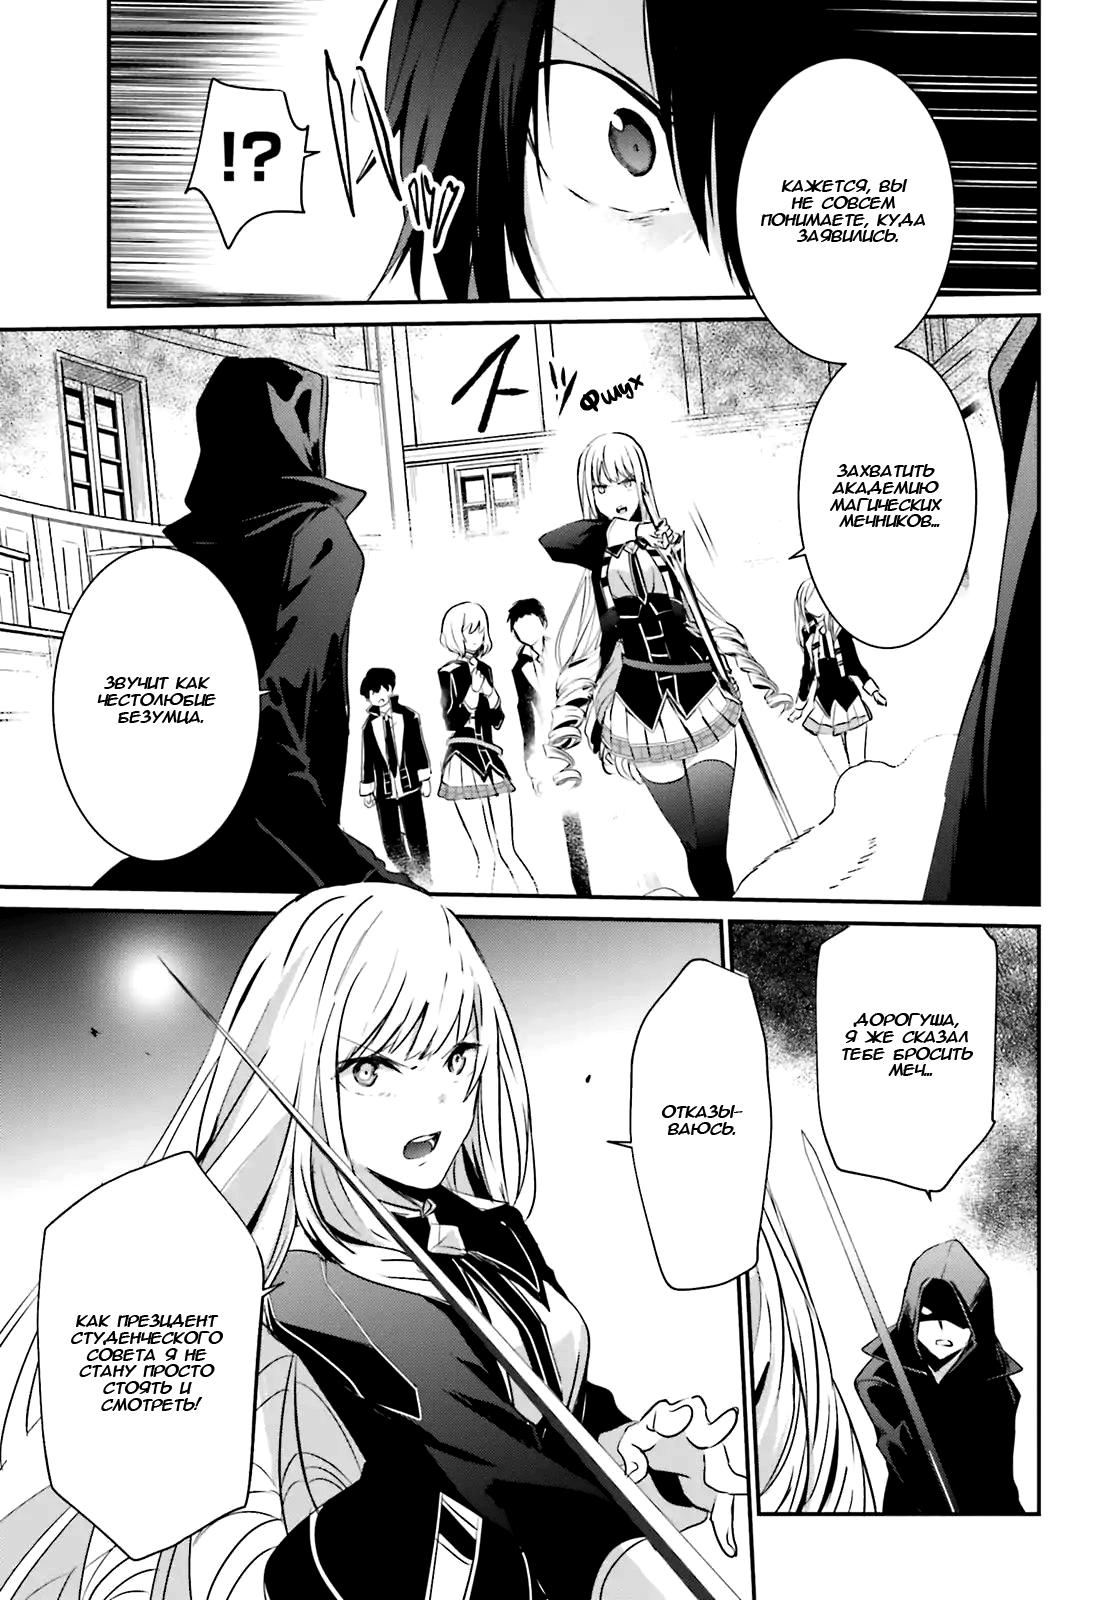 !?
КАЖЕТСЯ, ВЫ
НЕ СОВСЕМ
ПОНИМАЕТЕ, КУДА
ЗАЯВИЛИСЬ.
Фшух
ЗАХВАТИТЬ
АКАДЕМИЮ
МАГИЧЕСКИХ
МЕЧНИКОВ...
ЗВУЧИТ КАК
ЧЕСТОЛЮБИЕ
БЕЗУМЦА.
ДОРОГУША,
Я ЖЕ СКАЗАЛ
ТЕБЕ БРОСИТЬ
МЕЧ...
ОТКАЗЫ-
ВАЮСЬ.
КАК ПРЕЗЦДЕНТ
СТУДЕНЧЕСКОГО
СОВЕТА Я НЕ
СТАНУ ПРОСТО
СТОЯТЬ И
СМОТРЕТЬ!